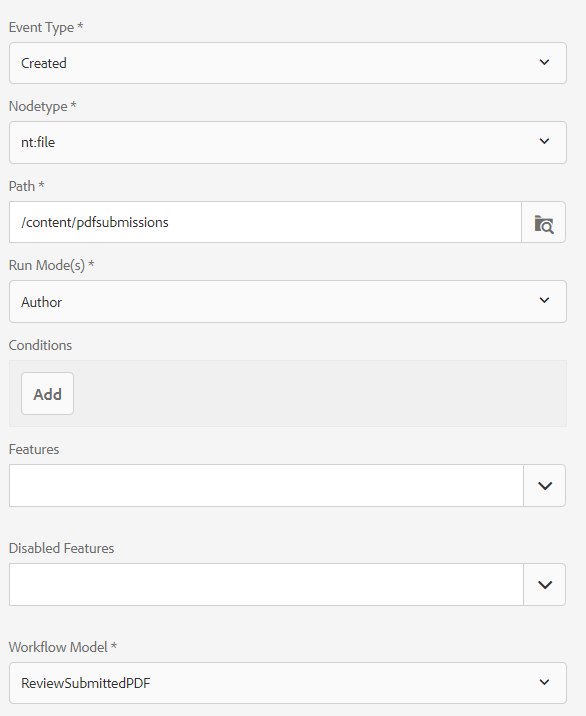 Event Type *
Created
Nodetype *
nt:file
Path *
/content/pdfsubmissions
Run Mode(s) *
Author
Conditions
Add
Features
Disabled Features
Workflow Model *
ReviewSubmittedPDF